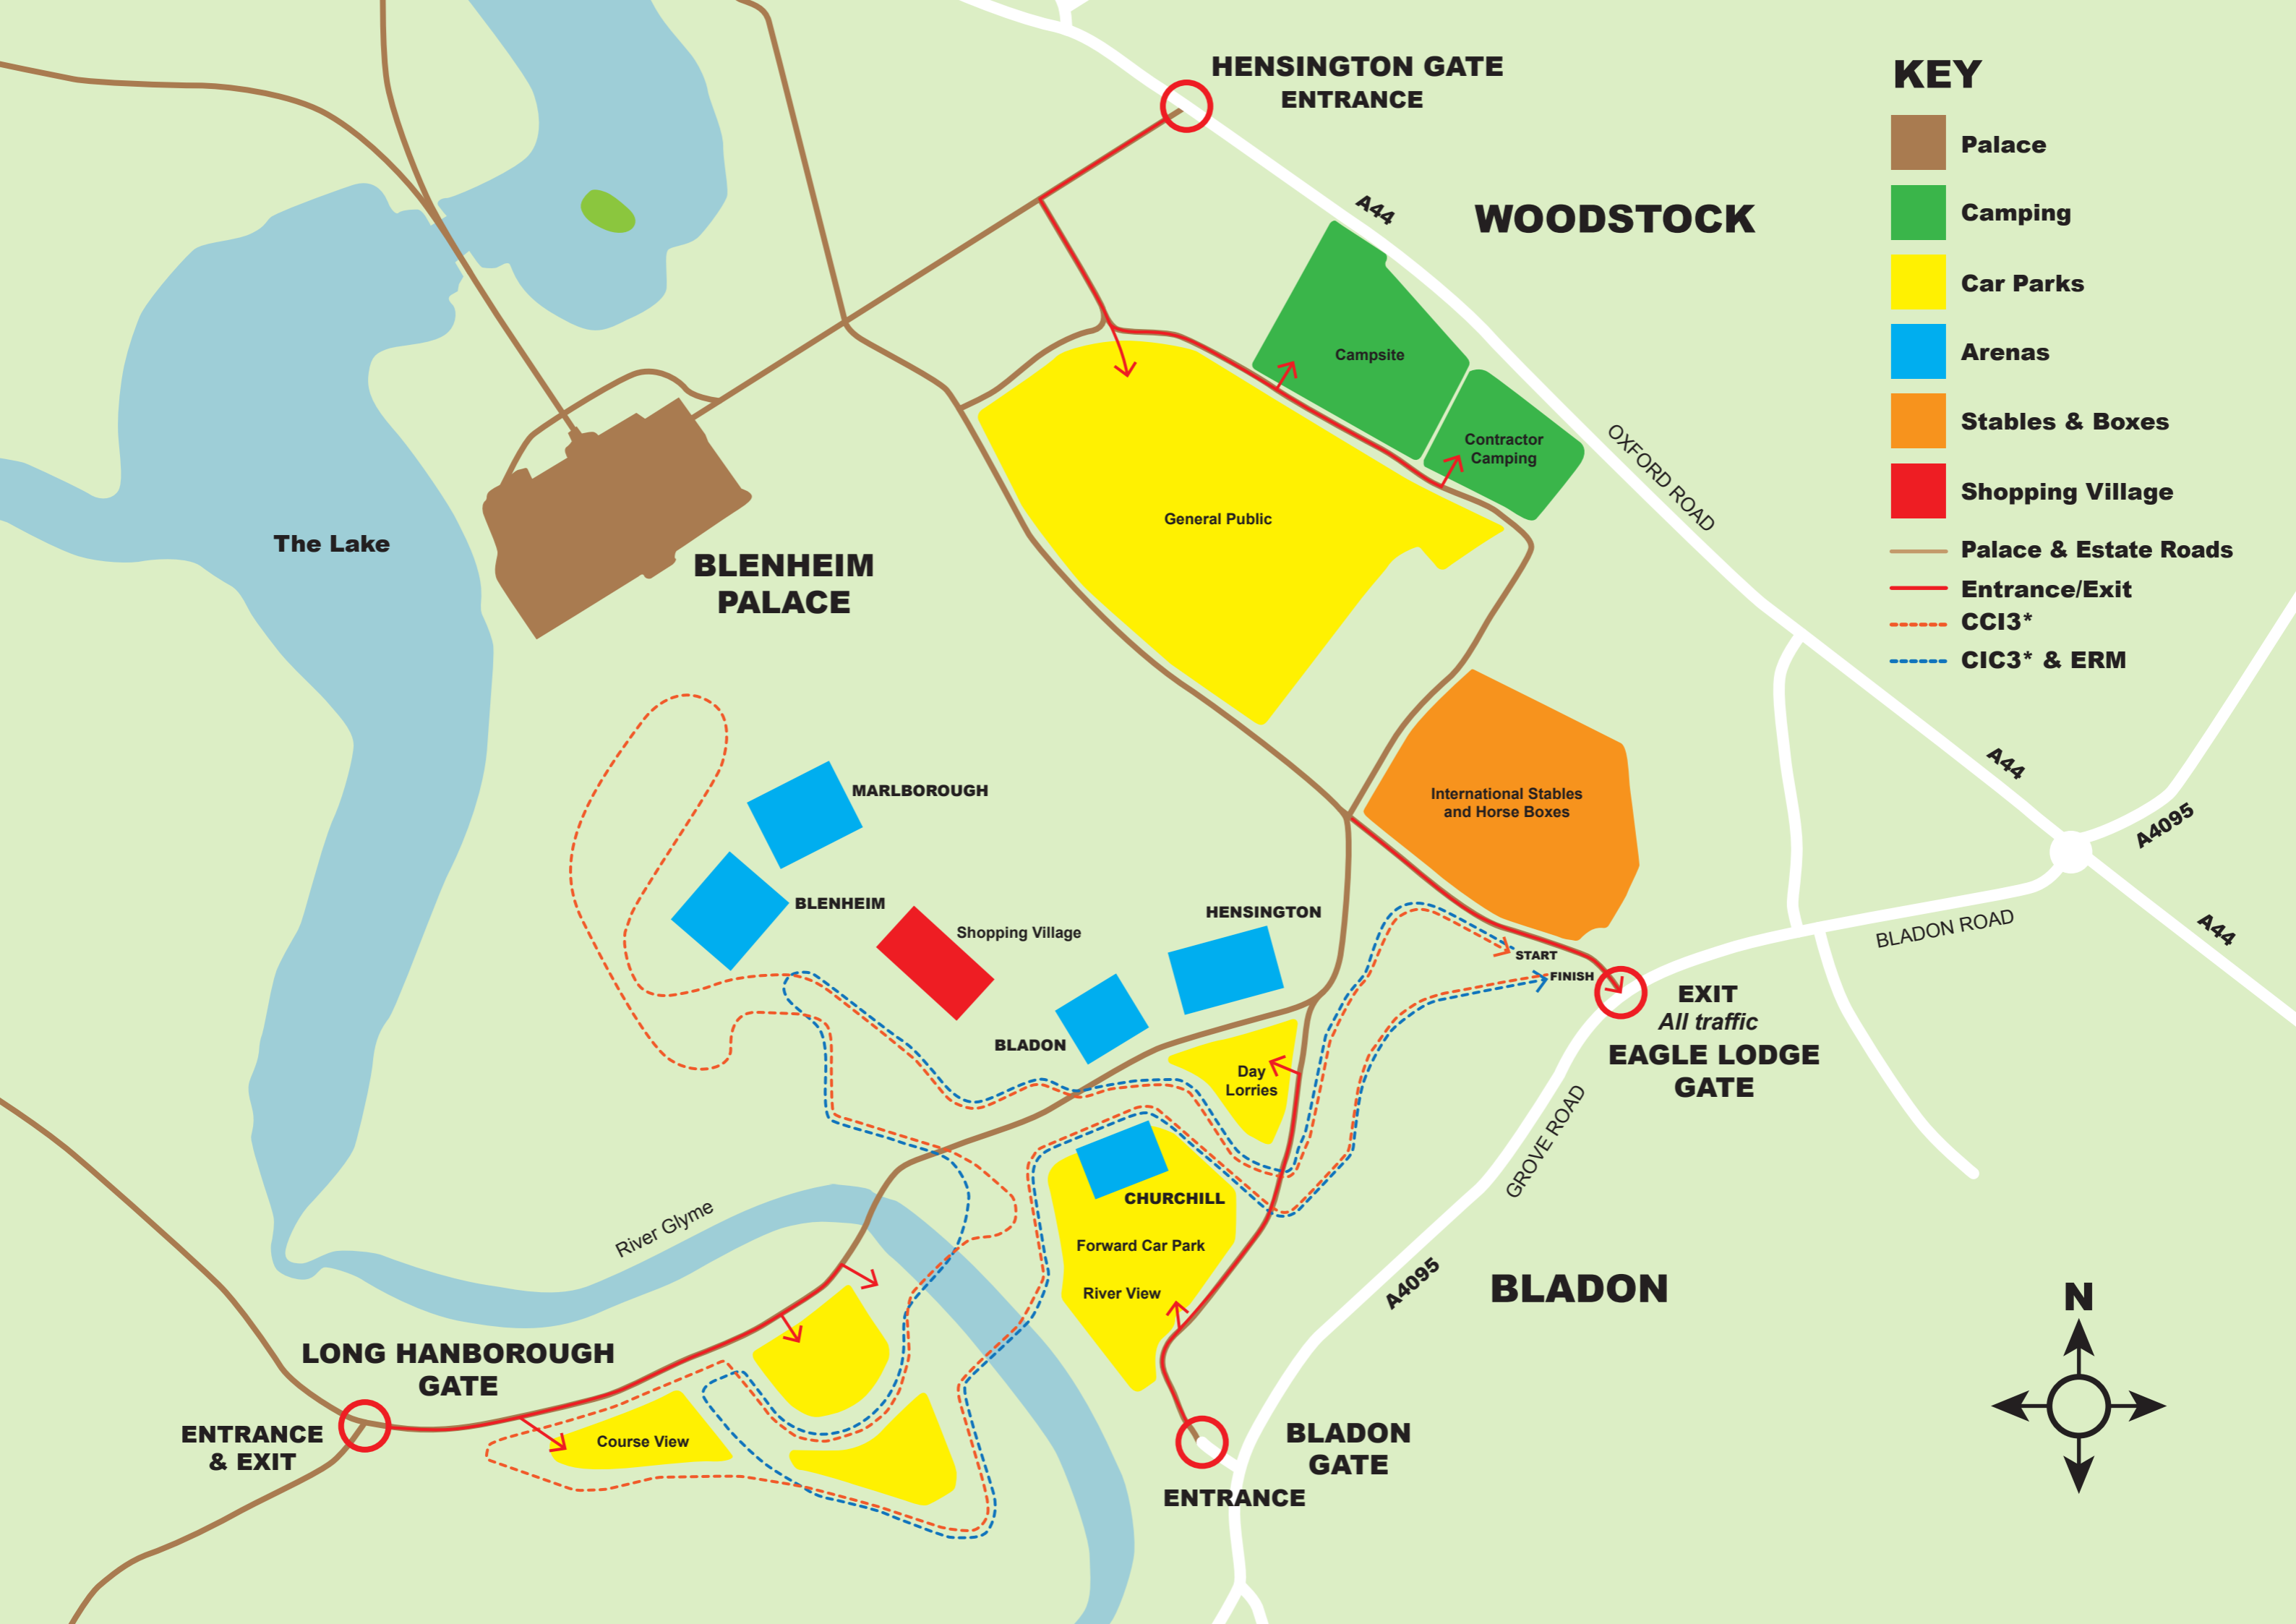 HENSINGTON GATE
ENTRANCE
KEY
Palace
Camping
Car Parks
Arenas
Stables & Boxes
Shopping Village
Palace & Estate Roads
Entrance/Exit
CCI3*
CIC3* & ERM
A44
WOODSTOCK
Campsite
Contractor
Camping
OXFORD ROAD
General Public
The Lake
BLENHEIM
PALACE
A44
A4095
MARLBOROUGH
International Stables
and Horse Boxes
BLENHEIM
Shopping Village
HENSINGTON
BLADON ROAD
A44
START
FINISH
EXIT
All traffic
EAGLE LODGE
GATE
BLADON
Day
Lorries
GROVE ROAD
CHURCHILL
River Glyme
Forward Car Park
River View
A4095
BLADON
N
LONG HANBOROUGH
GATE
ENTRANCE
& EXIT
Course View
BLADON
GATE
ENTRANCE